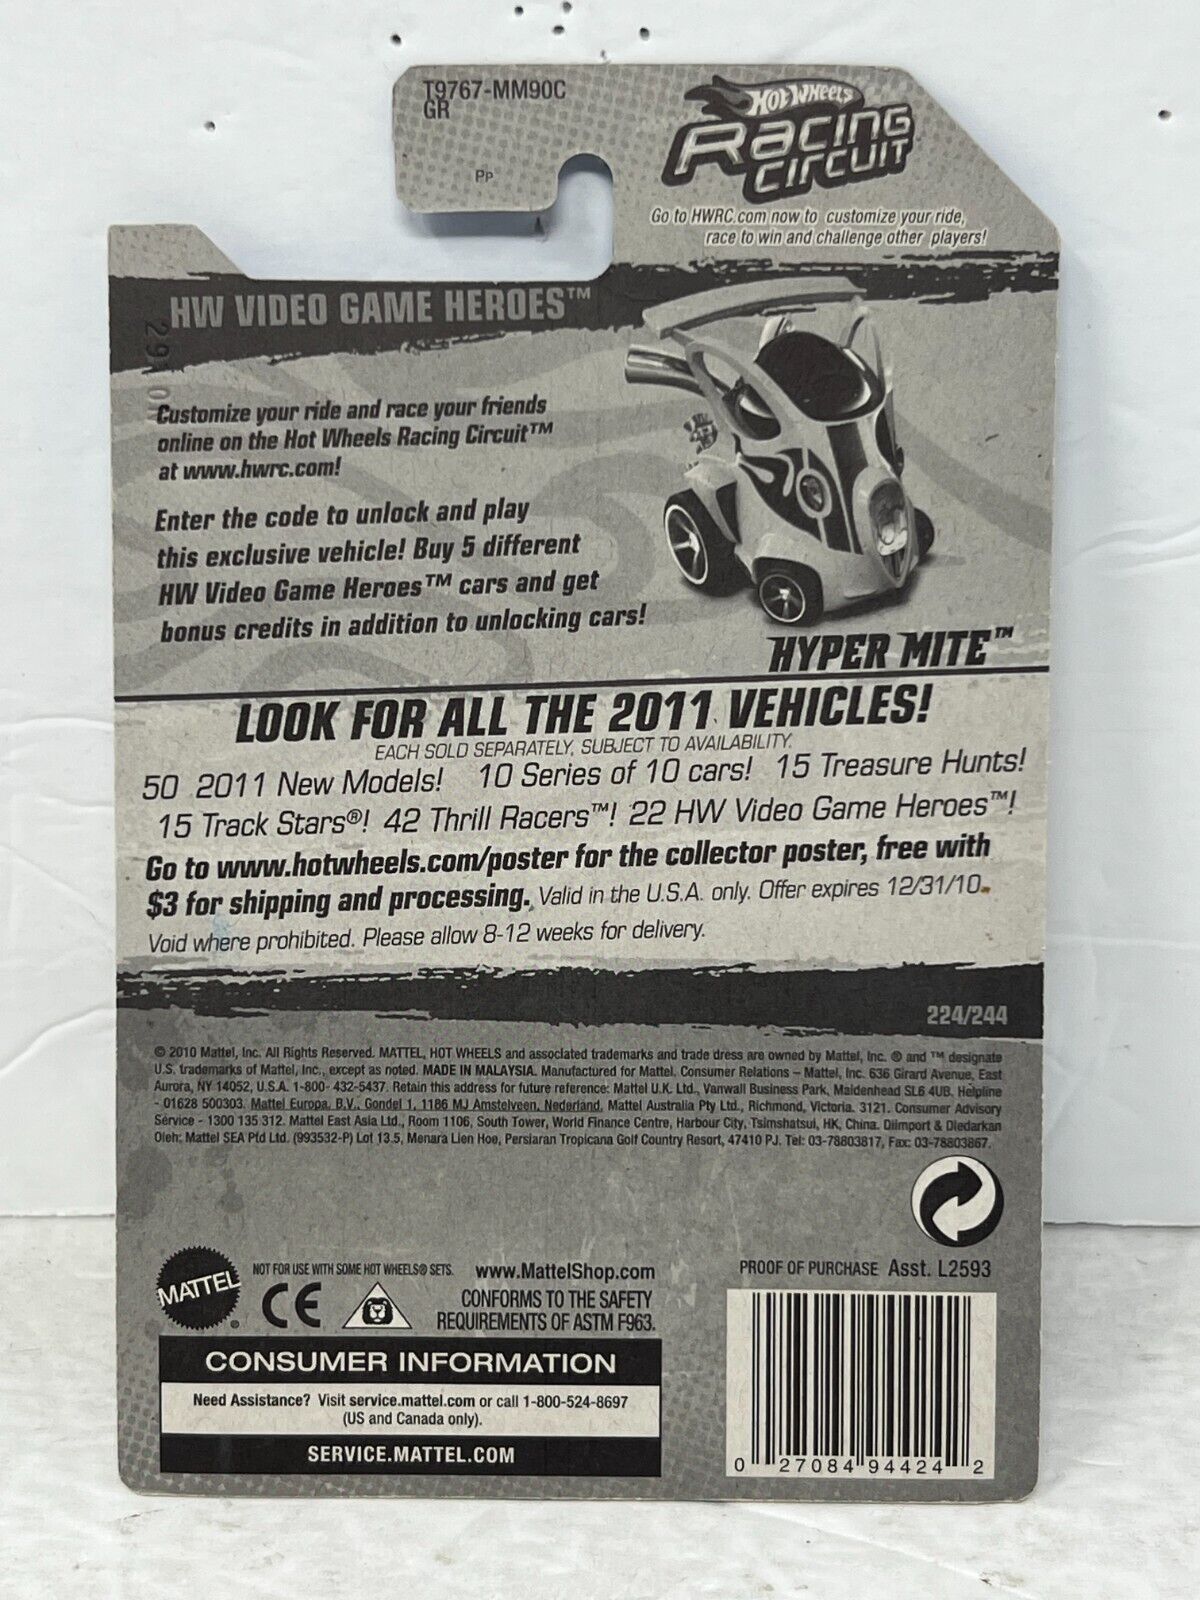 T9767-MM90C
GR
Pp
HOT WHEELS
RACING
CIRCUIT
Go to HWRC.com now to customize your ride,
race to win and challenge other players!
HW VIDEO GAME HEROES™
Customize your ride and race your friends
online on the Hot Wheels Racing Circuit™
at www.hwrc.com!
Enter the code to unlock and play
this exclusive vehicle! Buy 5 different
HW Video Game Heroes™ cars and get
bonus credits in addition to unlocking cars!
HYPER MITE™
LOOK FOR ALL THE 2011 VEHICLES!
EACH SOLD SEPARATELY, SUBJECT TO AVAILABILITY.
50 2011 New Models! 10 Series of 10 cars! 15 Treasure Hunts!
15 Track Stars®! 42 Thrill Racers™! 22 HW Video Game Heroes™!
Go to www.hotwheels.com/poster for the collector poster, free with
$3 for shipping and processing. Valid in the U.S.A. only. Offer expires 12/31/10.
Void where prohibited. Please allow 8-12 weeks for delivery.
224/244
© 2010 Mattel, Inc. All Rights Reserved. MATTEL, HOT WHEELS and associated trademarks and trade dress are owned by Mattel, Inc. ® and ™ designate
U.S. trademarks of Mattel, Inc., except as noted. MADE IN MALAYSIA. Manufactured for Mattel. Consumer Relations – Mattel, Inc. 636 Girard Avenue, East
Aurora, NY 14052, U.S.A. 1-800- 432-5437. Retain this address for future reference: Mattel U.K. Ltd., Vanwall Business Park, Maidenhead SL6 4UB. Helpline
- 01628 500303. Mattel Europa, B.V., Gondel 1, 1186 MJ Amstelveen, Nederland. Mattel Australia Pty Ltd., Richmond, Victoria. 3121. Consumer Advisory
Service - 1300 135 312. Mattel East Asia Ltd., Room 1106, South Tower, World Finance Centre, Harbour City, Tsimshatsui, HK, China. Diimport & Diedarkan
Oleh: Mattel SEA Ptd Ltd. (993532-P) Lot 13.5, Menara Lien Hoe, Persiaran Tropicana Golf Country Resort, 47410 PJ. Tel: 03-78803817, Fax: 03-78803867.
MATTEL®
NOT FOR USE WITH SOME HOT WHEELS® SETS.
CE
www.MattelShop.com
CONFORMS TO THE SAFETY
REQUIREMENTS OF ASTM F963.
PROOF OF PURCHASE Asst. L2593
CONSUMER INFORMATION
Need Assistance? Visit service.mattel.com or call 1-800-524-8697
(US and Canada only).
SERVICE.MATTEL.COM
0 27084 94424 2